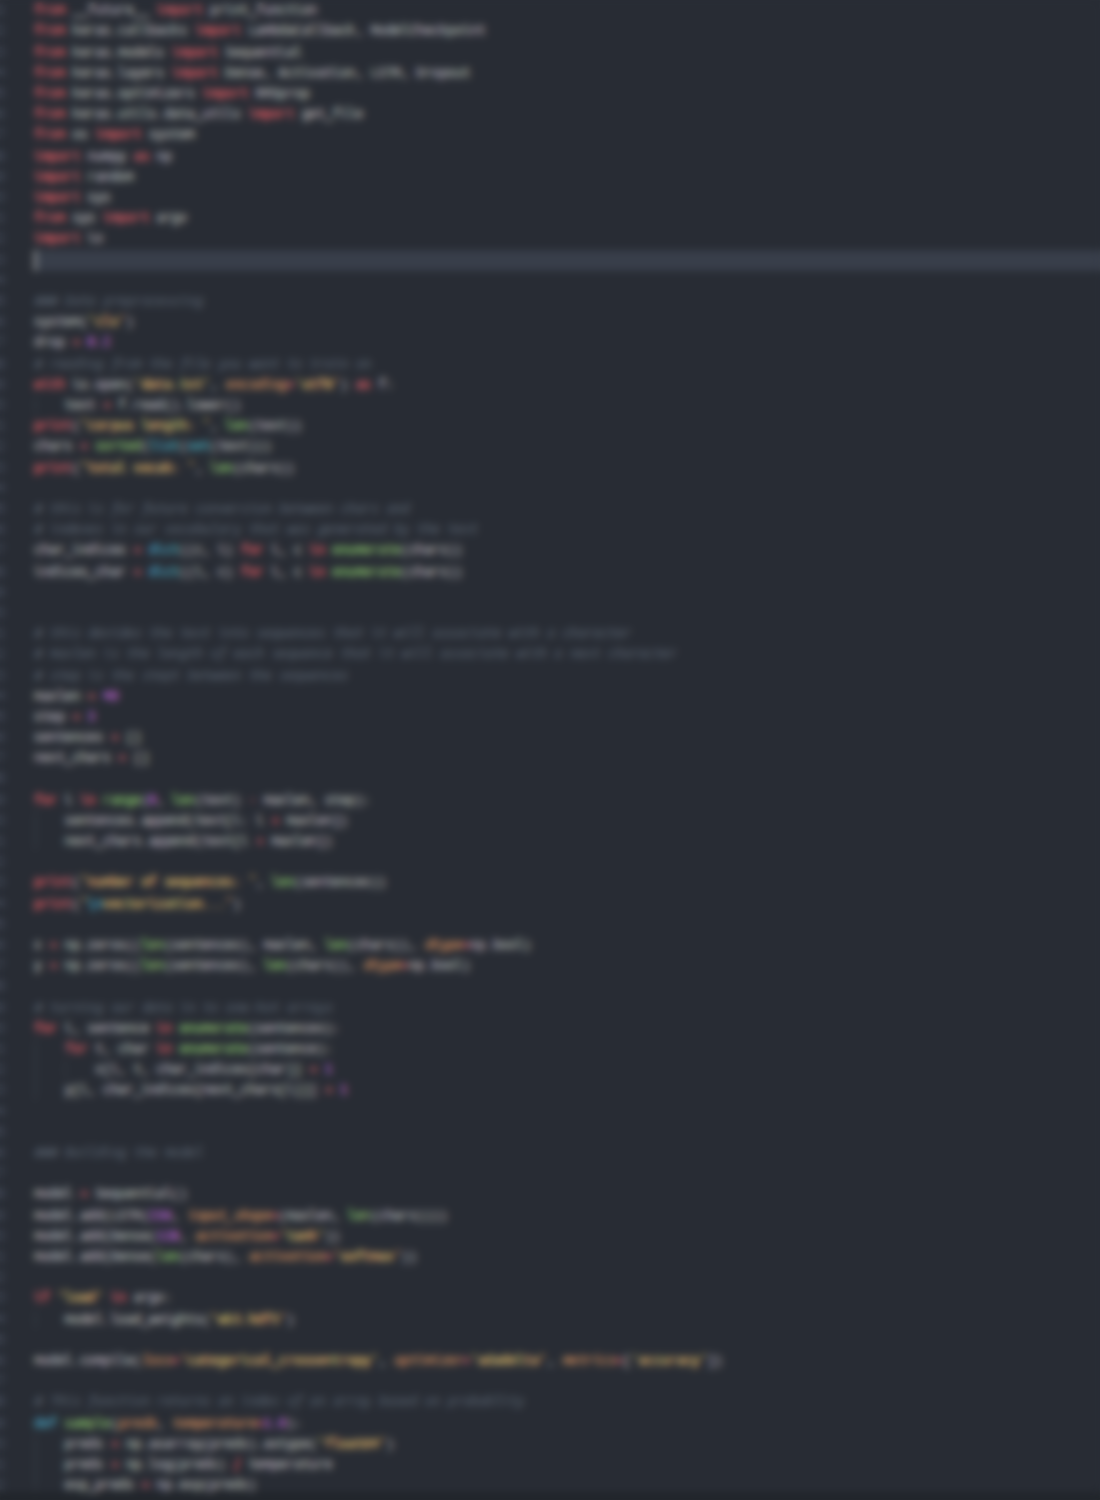 from __future__ import print_function
from keras.callbacks import LambdaCallback, ModelCheckpoint
from keras.models import Sequential
from keras.layers import Dense, Activation, LSTM, Dropout
from keras.optimizers import RMSprop
from keras.utils.data_utils import get_file
from os import system
import numpy as np
import random
import sys
from sys import argv
import io
### Data preprocessing
system('cls')
drop = 0.2
# reading from the file you want to train on
with io.open('data.txt', encoding='utf8') as f:
text = f.read().lower()
print("corpus length: ", len(text))
chars = sorted(list(set(text)))
print("total vocab: ", len(chars))
# this is for future conversion between chars and
# indexes in our vocabulary that was generated by the text
char_indices = dict((c, i) for i, c in enumerate(chars))
indices_char = dict((i, c) for i, c in enumerate(chars))
# this divides the text into sequences that it will associate with a character
# maxlen is the length of each sequence that it will associate with a next character
# step is the steps between the sequences
maxlen = 40
step = 3
sentences = []
next_chars = []
for i in range(0, len(text) - maxlen, step):
sentences.append(text[i: i + maxlen])
next_chars.append(text[i + maxlen])
print("number of sequences: ", len(sentences))
print("\nvectorization...")
x = np.zeros((len(sentences), maxlen, len(chars)), dtype=np.bool)
y = np.zeros((len(sentences), len(chars)), dtype=np.bool)
# turning our data in to one-hot arrays
for i, sentence in enumerate(sentences):
for t, char in enumerate(sentence):
x[i, t, char_indices[char]] = 1
y[i, char_indices[next_chars[i]]] = 1
### Building the model
model = Sequential()
model.add(LSTM( input_shape=(maxlen, len(chars))))
model.add(Dense(128, activation=
model.add(Dense(len(chars), activation='softmax'))
if "load" in argv:
model.load_weights(
model.compile(loss='categorical_crossentropy', optimizer='adadelta', metrics=['accuracy'])
# This function returns an index of an array based on probability
def sample(preds, temperature=1.0):
preds = np.asarray(preds).astype('float64')
preds = np.log(preds) / temperature
exp_preds = np.exp(preds)